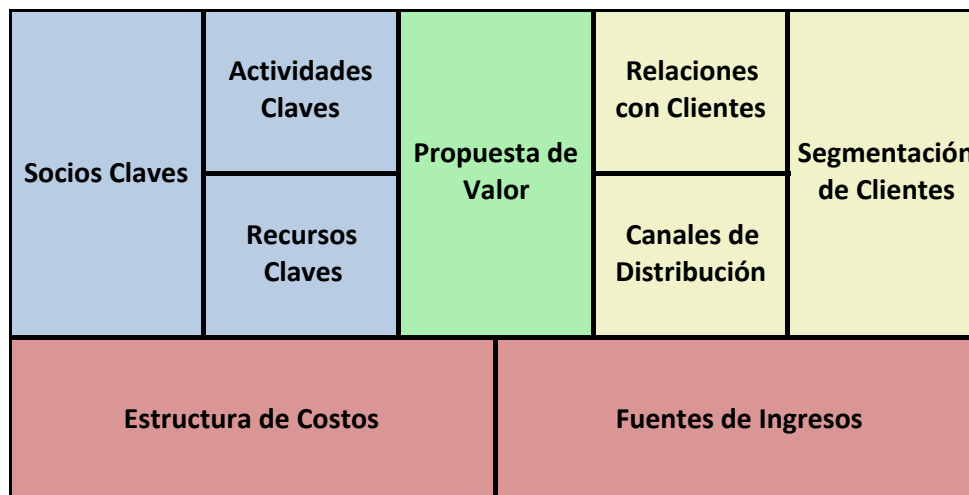 Socios Claves
Actividades
Claves
Recursos
Claves
Propuesta de
Valor
Relaciones
con Clientes
Canales de
Distribución
Segmentación
de Clientes
Estructura de Costos
Fuentes de Ingresos